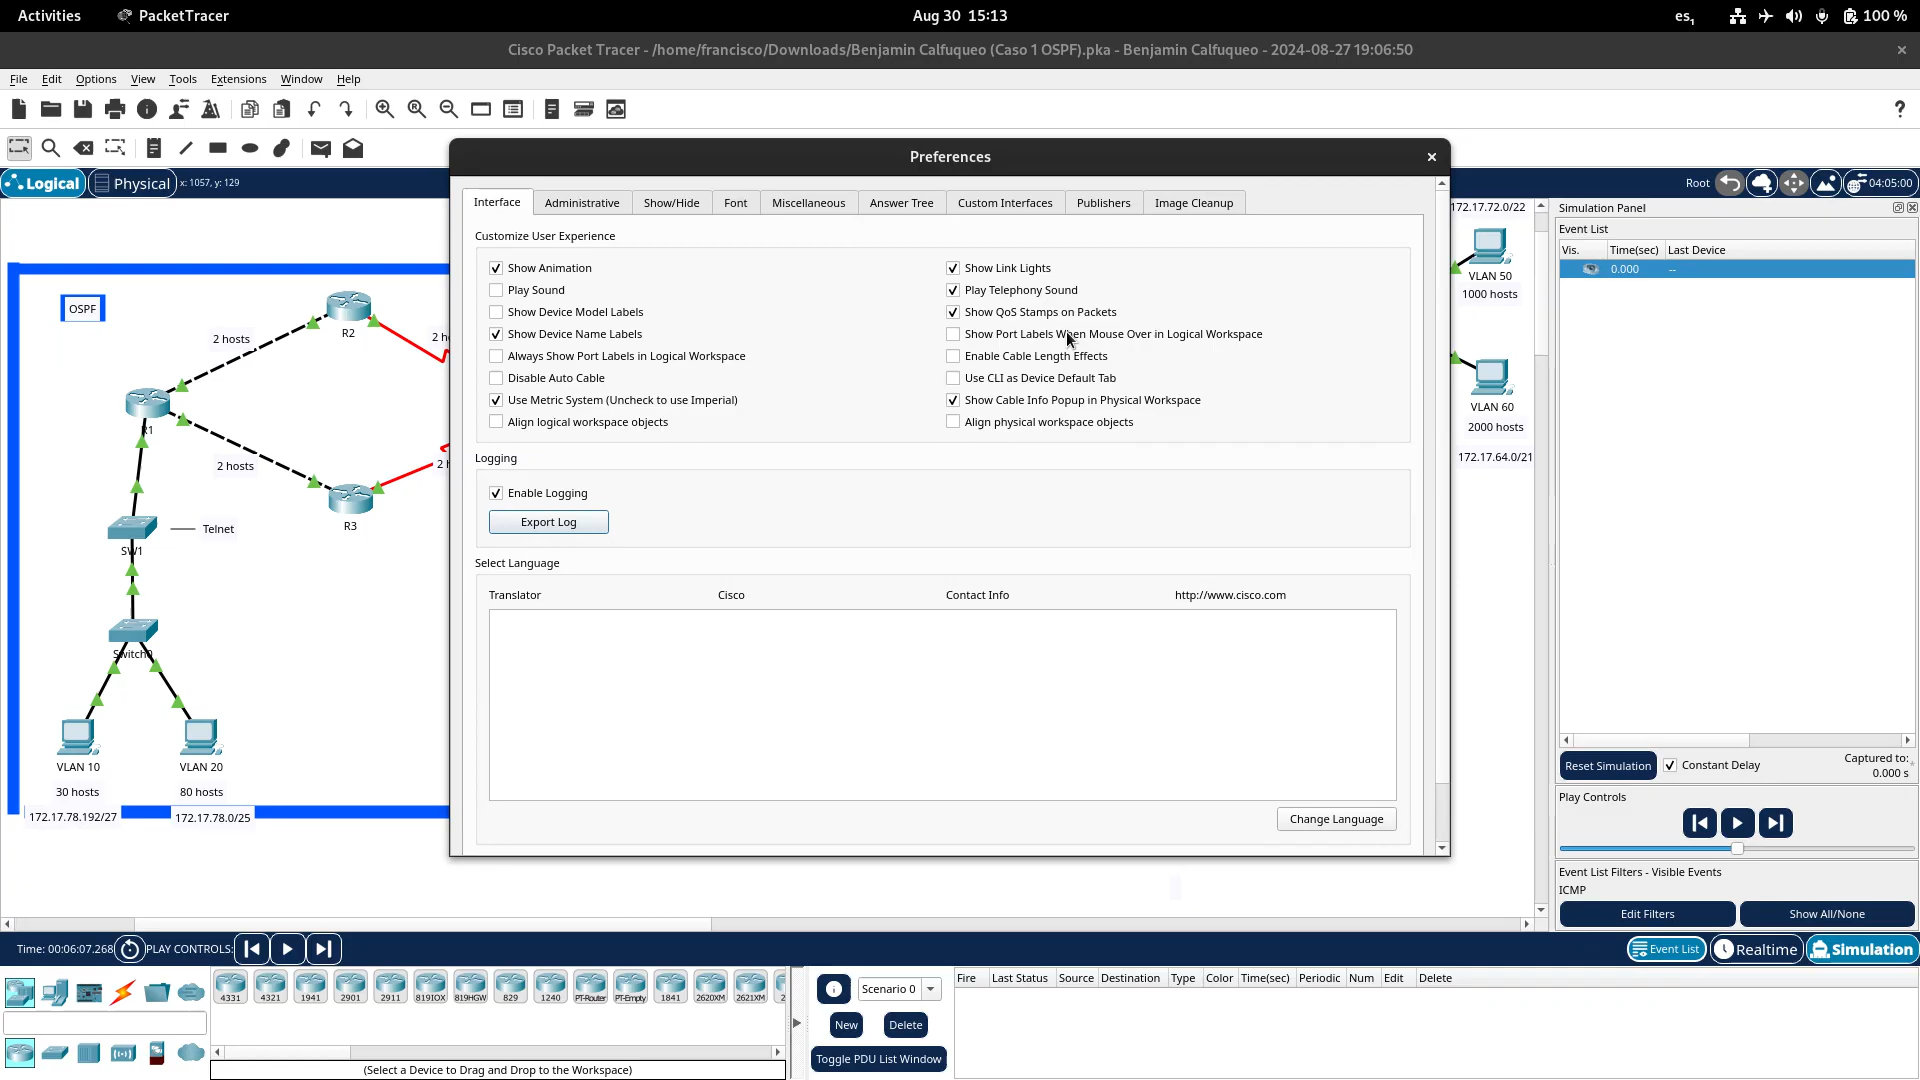 Activities
PacketTracer
Aug 30 15:13
es₁
100 %
Cisco Packet Tracer - /home/francisco/Downloads/Benjamin Calfuqueo (Caso 1 OSPF).pka - Benjamin Calfuqueo - 2024-08-27 19:06:50
File Edit Options View Tools Extensions Window Help
Logical
Physical
x: 1057, y: 129
Root
04:05:00
Preferences
Interface
Administrative
Show/Hide
Font
Miscellaneous
Answer Tree
Custom Interfaces
Publishers
Image Cleanup
Customize User Experience
Show Animation
Show Link Lights
Play Sound
Play Telephony Sound
Show Device Model Labels
Show QoS Stamps on Packets
Show Device Name Labels
Show Port Labels When Mouse Over in Logical Workspace
Always Show Port Labels in Logical Workspace
Enable Cable Length Effects
Disable Auto Cable
Use CLI as Device Default Tab
Use Metric System (Uncheck to use Imperial)
Show Cable Info Popup in Physical Workspace
Align logical workspace objects
Align physical workspace objects
Logging
Enable Logging
Export Log
Select Language
Translator
Cisco
Contact Info
http://www.cisco.com
Change Language
OSPF
2 hosts
R2
2 h
R1
2 hosts
2 h
R3
SW1
Telnet
Switch0
VLAN 10
VLAN 20
30 hosts
80 hosts
172.17.78.192/27
172.17.78.0/25
172.17.72.0/22
VLAN 50
1000 hosts
VLAN 60
2000 hosts
172.17.64.0/21
Simulation Panel
Event List
Vis.
Time(sec)
Last Device
0.000
--
Reset Simulation
Constant Delay
Captured to:
0.000 s
Play Controls
Event List Filters - Visible Events
ICMP
Edit Filters
Show All/None
Time: 00:06:07.268
PLAY CONTROLS:
Event List
Realtime
Simulation
4331
4321
1941
2901
2911
819IOX
819HGW
829
1240
PT-Router
PT-Empty
1841
2620XM
2621XM
2
(Select a Device to Drag and Drop to the Workspace)
Scenario 0
New
Delete
Toggle PDU List Window
Fire
Last Status
Source
Destination
Type
Color
Time(sec)
Periodic
Num
Edit
Delete